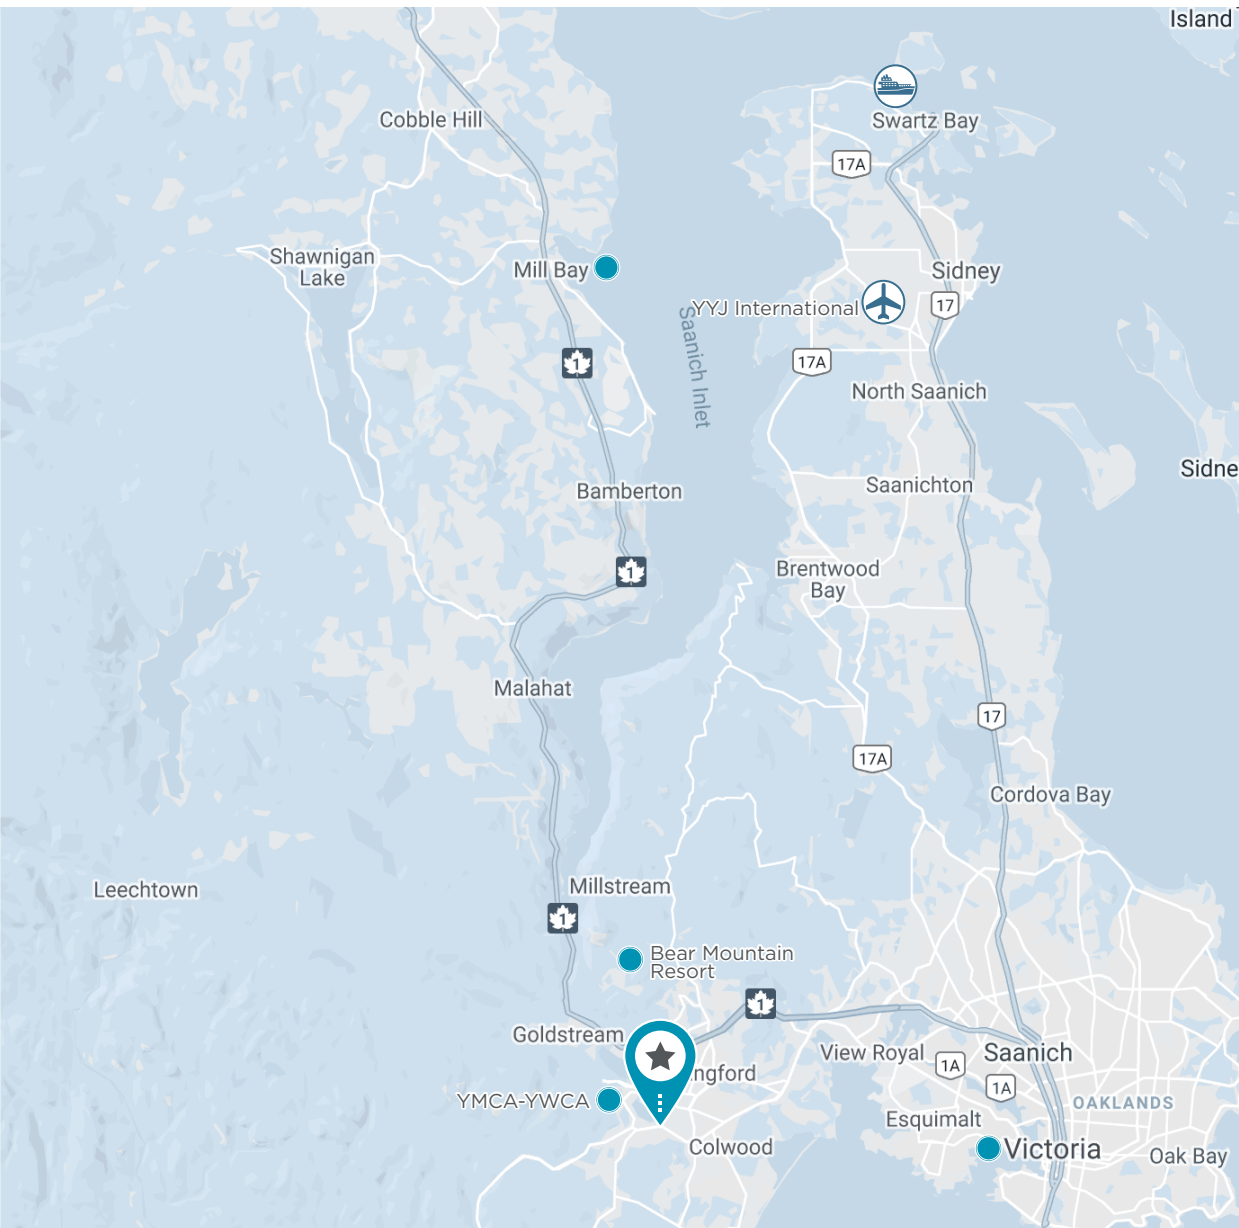 Island
Swartz Bay
Cobble Hill
17A
Shawnigan
Lake
Mill Bay
Sidney
YYJ International
17
Saanich Inlet
1
17A
North Saanich
Sidne
Saanichton
Bamberton
1
Brentwood
Bay
Malahat
17
17A
Cordova Bay
Leechtown
Millstream
1
Bear Mountain
Resort
1
Goldstream
View Royal
Saanich
1A
ngford
1A
YMCA-YWCA
OAKLANDS
Esquimalt
Colwood
Victoria
Oak Bay